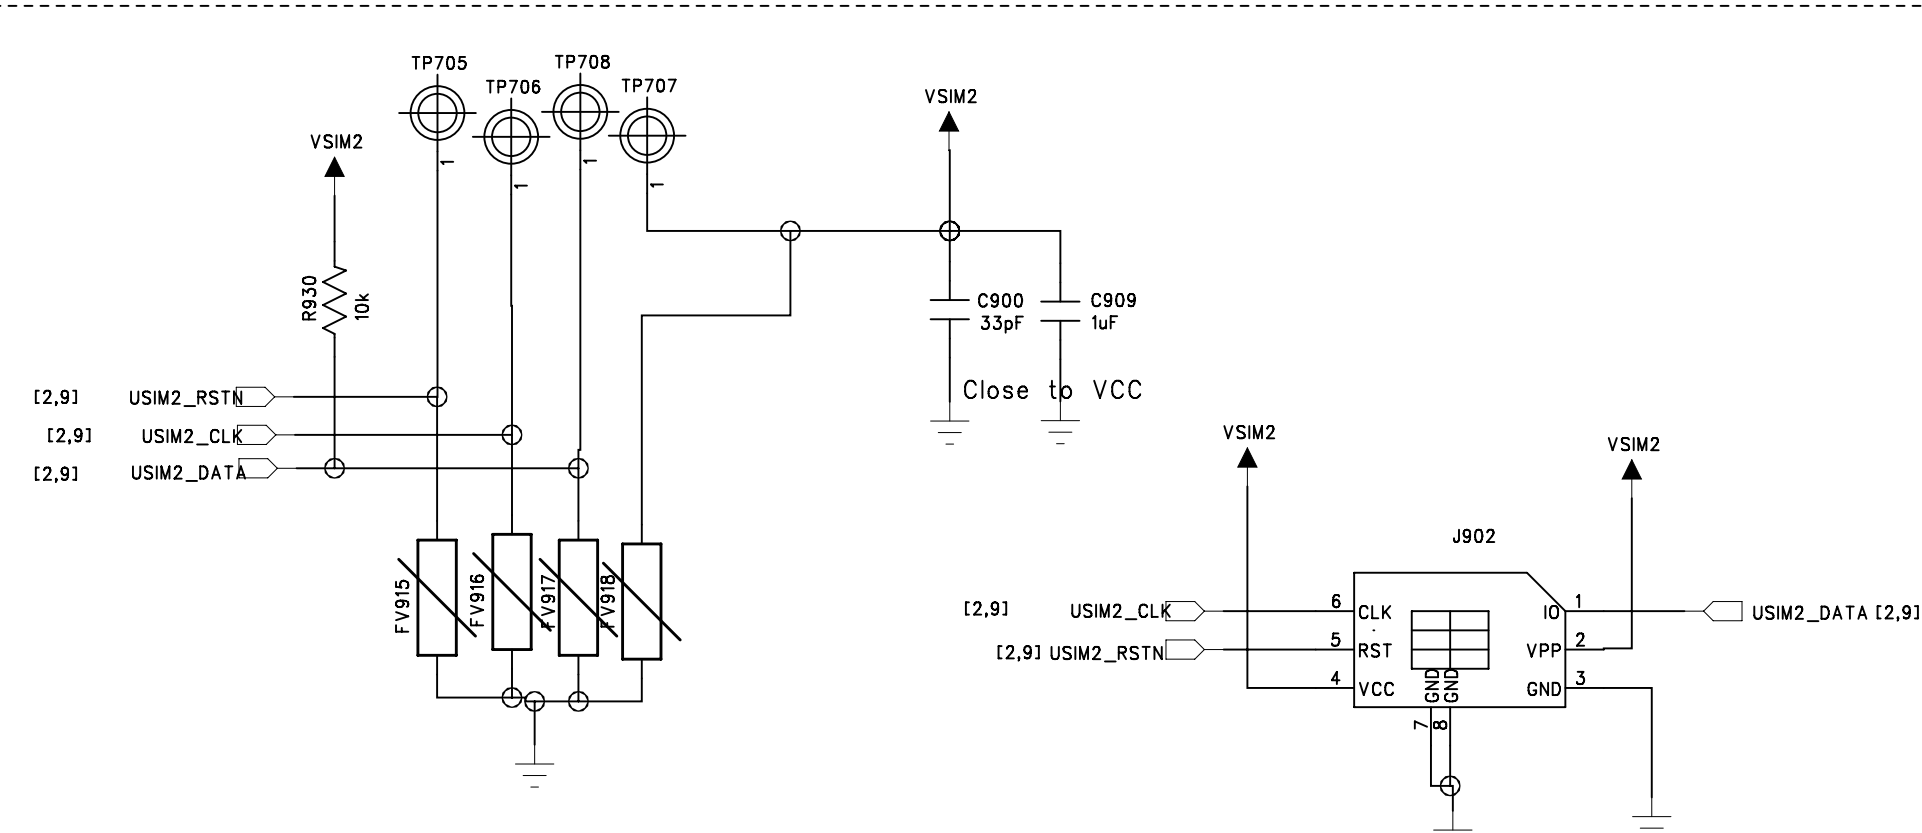 TP705
TP706
TP708
TP707
VSIM2
VSIM2
1
1
1
1
R930
10k
C900
33pF
C909
1uF
Close to VCC
[2,9] USIM2_RSTN
[2,9] USIM2_CLK
[2,9] USIM2_DATA
FV915
FV916
FV917
FV918
VSIM2
VSIM2
J902
[2,9] USIM2_CLK 6 CLK IO 1 USIM2_DATA [2,9]
[2,9] USIM2_RSTN 5 RST VPP 2
4 VCC GND 3
GND
GND
7
8